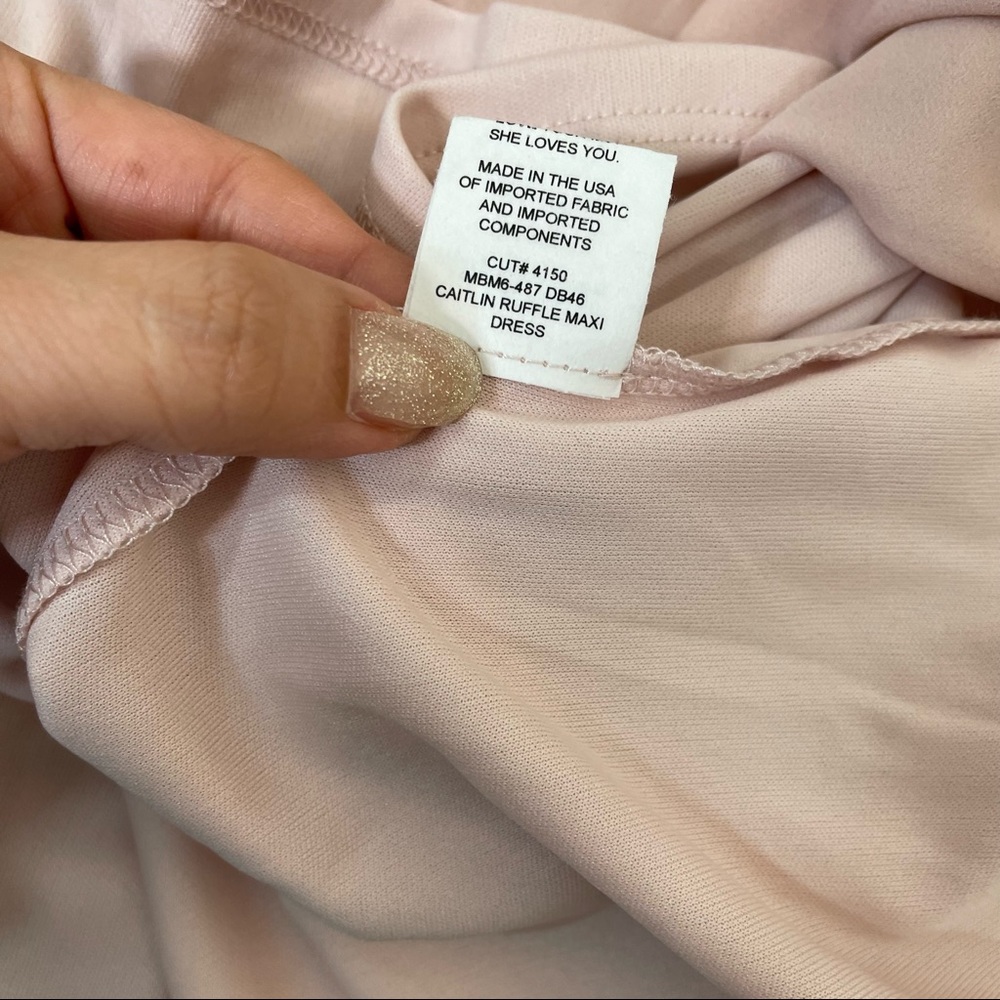 SHE LOVES YOU.
MADE IN THE USA
OF IMPORTED FABRIC
AND IMPORTED
COMPONENTS
CUT# 4150
MBM6-487 DB46
CAITLIN RUFFLE MAXI
DRESS